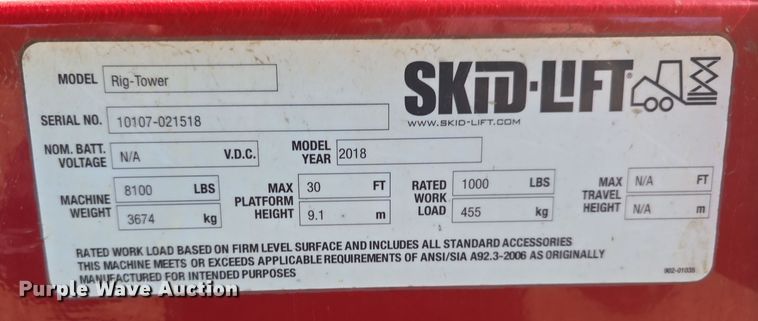 MODEL Rig-Tower
SKID-LIFT®
WWW.SKID-LIFT.COM
SERIAL NO. 10107-021518
NOM. BATT. VOLTAGE N/A V.D.C. MODEL YEAR 2018
MACHINE WEIGHT 8100 LBS 3674 kg MAX PLATFORM HEIGHT 30 FT 9.1 m RATED WORK LOAD 1000 LBS 455 kg MAX TRAVEL HEIGHT N/A FT N/A m
RATED WORK LOAD BASED ON FIRM LEVEL SURFACE AND INCLUDES ALL STANDARD ACCESSORIES
THIS MACHINE MEETS OR EXCEEDS APPLICABLE REQUIREMENTS OF ANSI/SIA A92.3-2006 AS ORIGINALLY
MANUFACTURED FOR INTENDED PURPOSES
902-01035
Purple Wave Auction